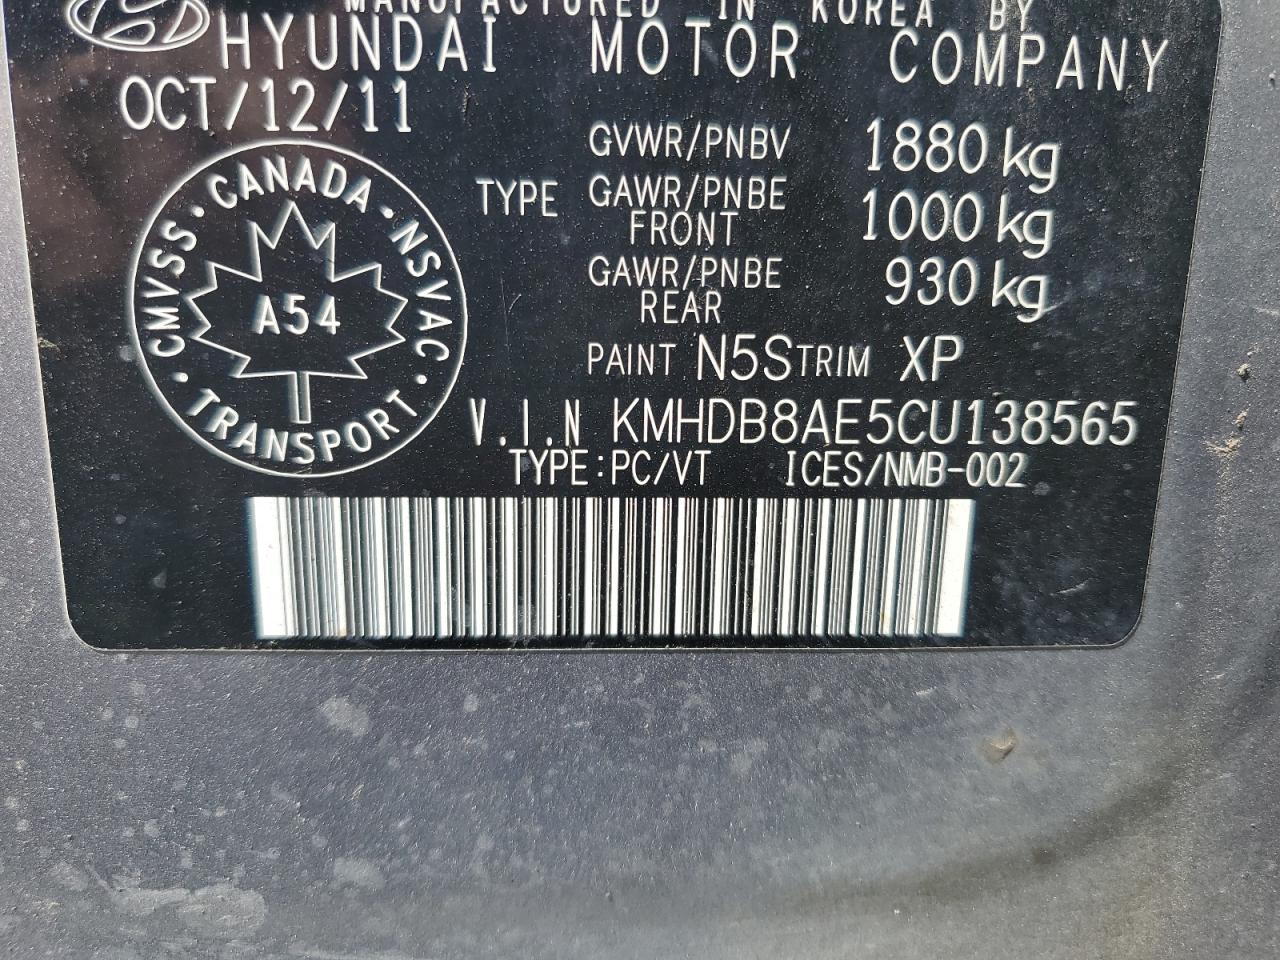 MANUFACTURED IN KOREA BY
HYUNDAI MOTOR COMPANY
OCT/12/11
GVWR/PNBV 1880 kg
TYPE GAWR/PNBE FRONT 1000 kg
GAWR/PNBE REAR 930 kg
PAINT N5S TRIM XP
V.I.N KMHDB8AE5CU138565
TYPE:PC/VT ICES/NMB-002
CMVSS · CANADA · NSVAC · TRANSPORT ·
A54